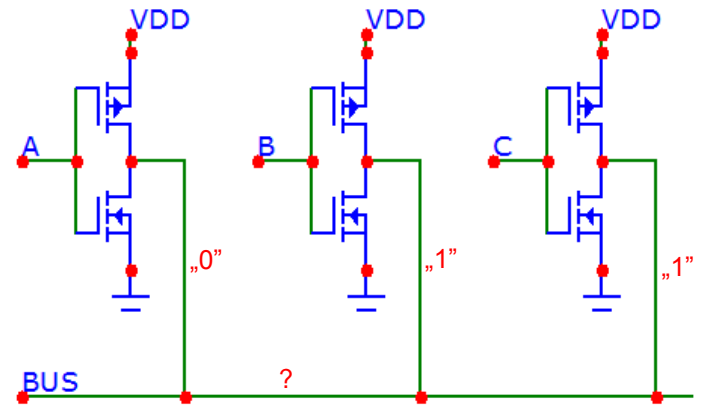 VDD VDD VDD
A B C
„0” „1” „1”
BUS ?